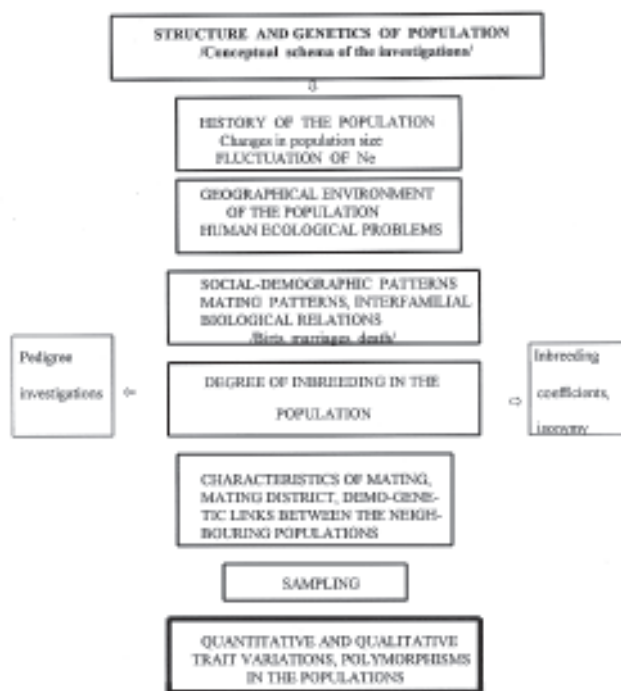 STRUCTURE AND GENETICS OF POPULATION
/Conceptual schema of the investigations/
⇩
HISTORY OF THE POPULATION
Changes in population size
FLUCTUATION OF Ne
GEOGRAPHICAL ENVIRONMENT
OF THE POPULATION
HUMAN ECOLOGICAL PROBLEMS
SOCIAL-DEMOGRAPHIC PATTERNS
MATING PATTERNS, INTERFAMILIAL
BIOLOGICAL RELATIONS
/Birts, marriages, death/
Pedigree
investigations
⇦
DEGREE OF INBREEDING IN THE
POPULATION
⇨
Inbreeding
coefficients,
isonymy
CHARACTERISTICS OF MATING,
MATING DISTRICT, DEMO-GENE-
TIC LINKS BETWEEN THE NEIGH-
BOURING POPULATIONS
SAMPLING
QUANTITATIVE AND QUALITATIVE
TRAIT VARIATIONS, POLYMORPHISMS
IN THE POPULATIONS